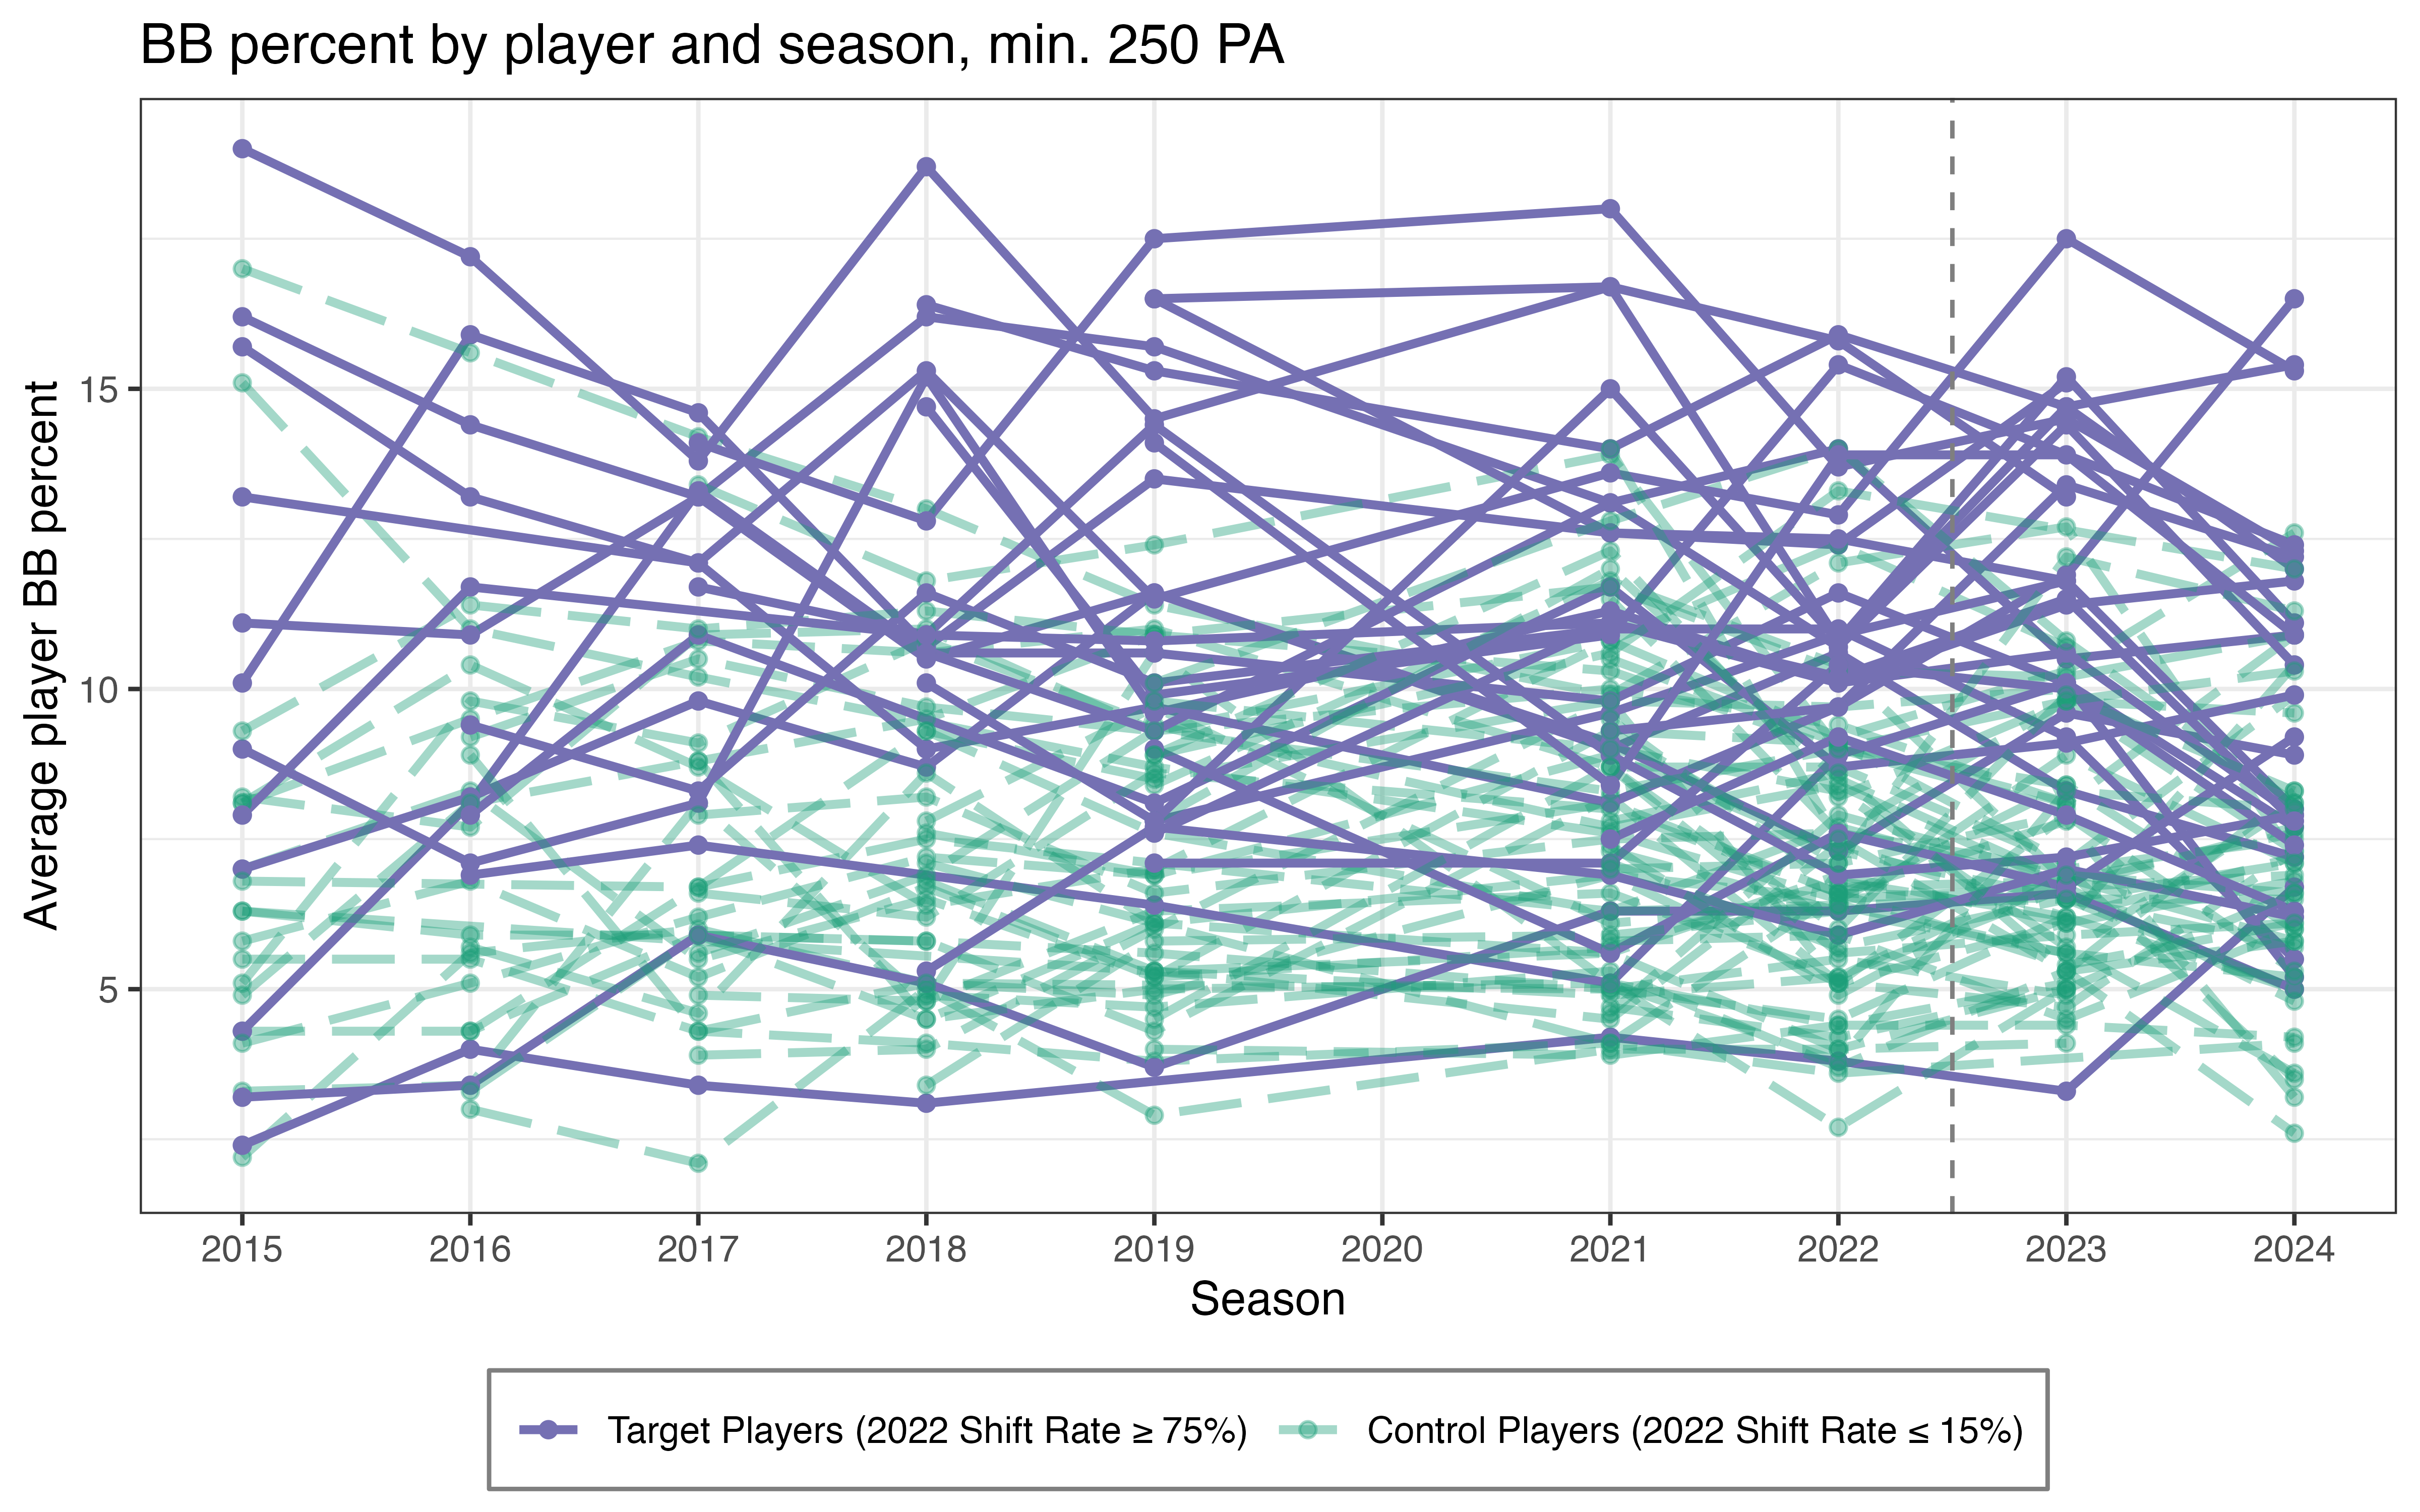 BB percent by player and season, min. 250 PA
Average player BB percent
15
10
5
2015 2016 2017 2018 2019 2020 2021 2022 2023 2024
Season
Target Players (2022 Shift Rate ≥ 75%) Control Players (2022 Shift Rate ≤ 15%)